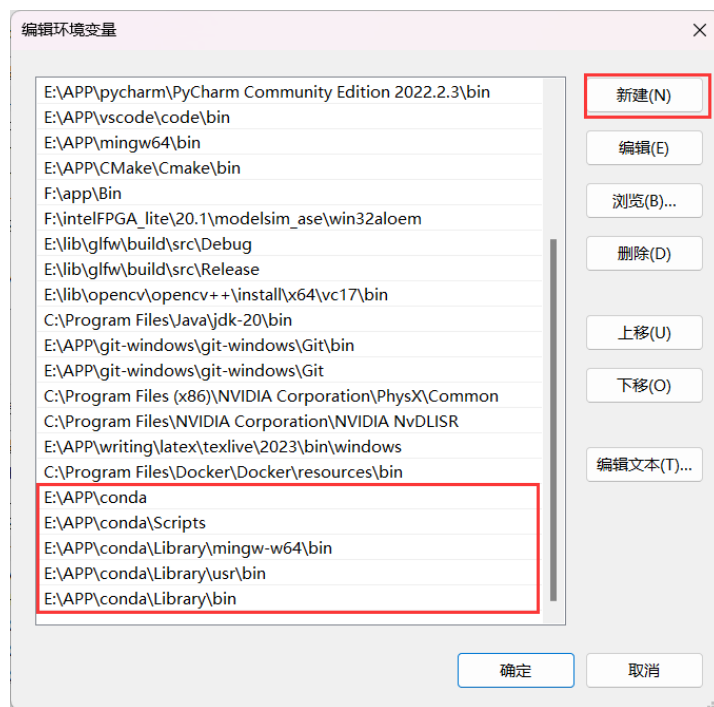 编辑环境变量
E:\APP\pycharm\PyCharm Community Edition 2022.2.3\bin
E:\APP\vscode\code\bin
E:\APP\mingw64\bin
E:\APP\CMake\Cmake\bin
F:\app\Bin
F:\intelFPGA_lite\20.1\modelsim_ase\win32aloem
E:\lib\glfw\build\src\Debug
E:\lib\glfw\build\src\Release
E:\lib\opencv\opencv++\install\x64\vc17\bin
C:\Program Files\Java\jdk-20\bin
E:\APP\git-windows\git-windows\Git\bin
E:\APP\git-windows\git-windows\Git
C:\Program Files (x86)\NVIDIA Corporation\PhysX\Common
C:\Program Files\NVIDIA Corporation\NVIDIA NvDLISR
E:\APP\writing\latex\texlive\2023\bin\windows
C:\Program Files\Docker\Docker\resources\bin
E:\APP\conda
E:\APP\conda\Scripts
E:\APP\conda\Library\mingw-w64\bin
E:\APP\conda\Library\usr\bin
E:\APP\conda\Library\bin
新建(N)
编辑(E)
浏览(B)...
删除(D)
上移(U)
下移(O)
编辑文本(T)...
确定
取消